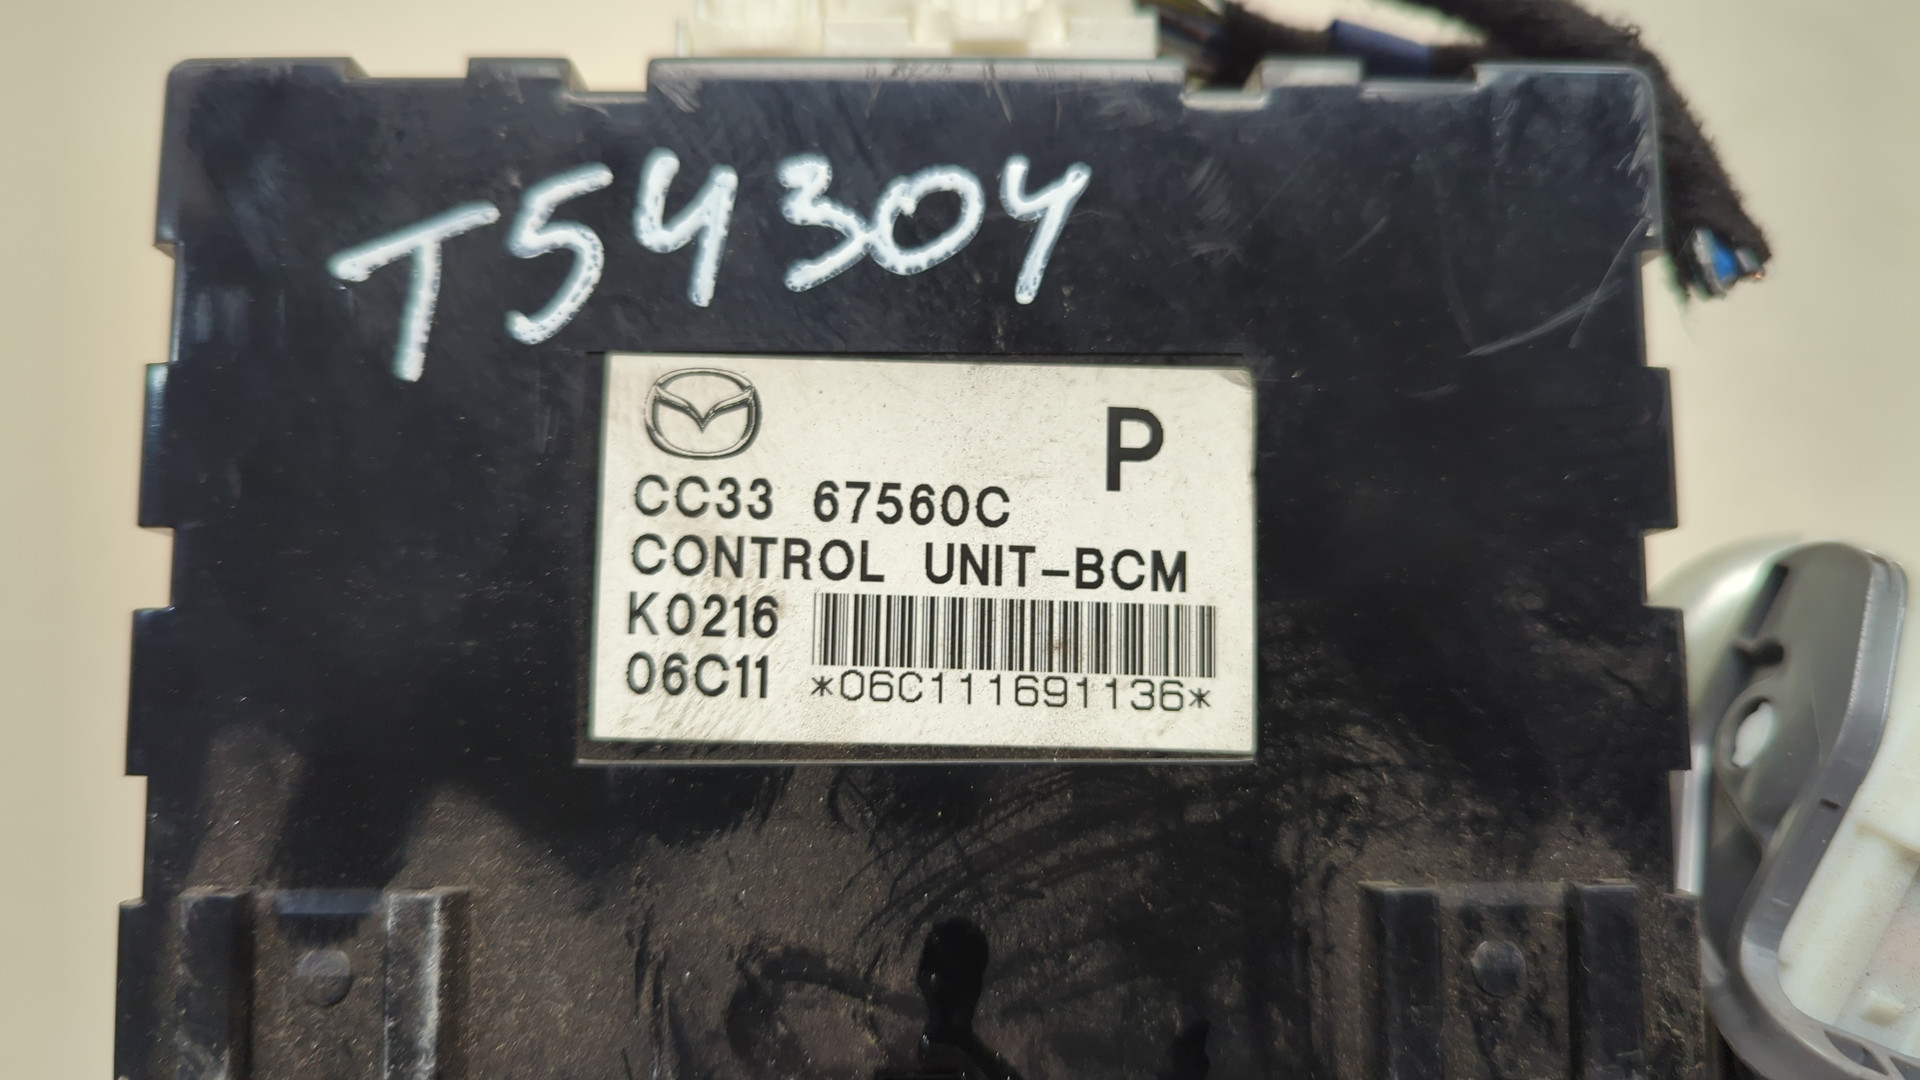 T54304
P
CC33 67560C
CONTROL UNIT-BCM
K0216
06C11 *06C111691136*